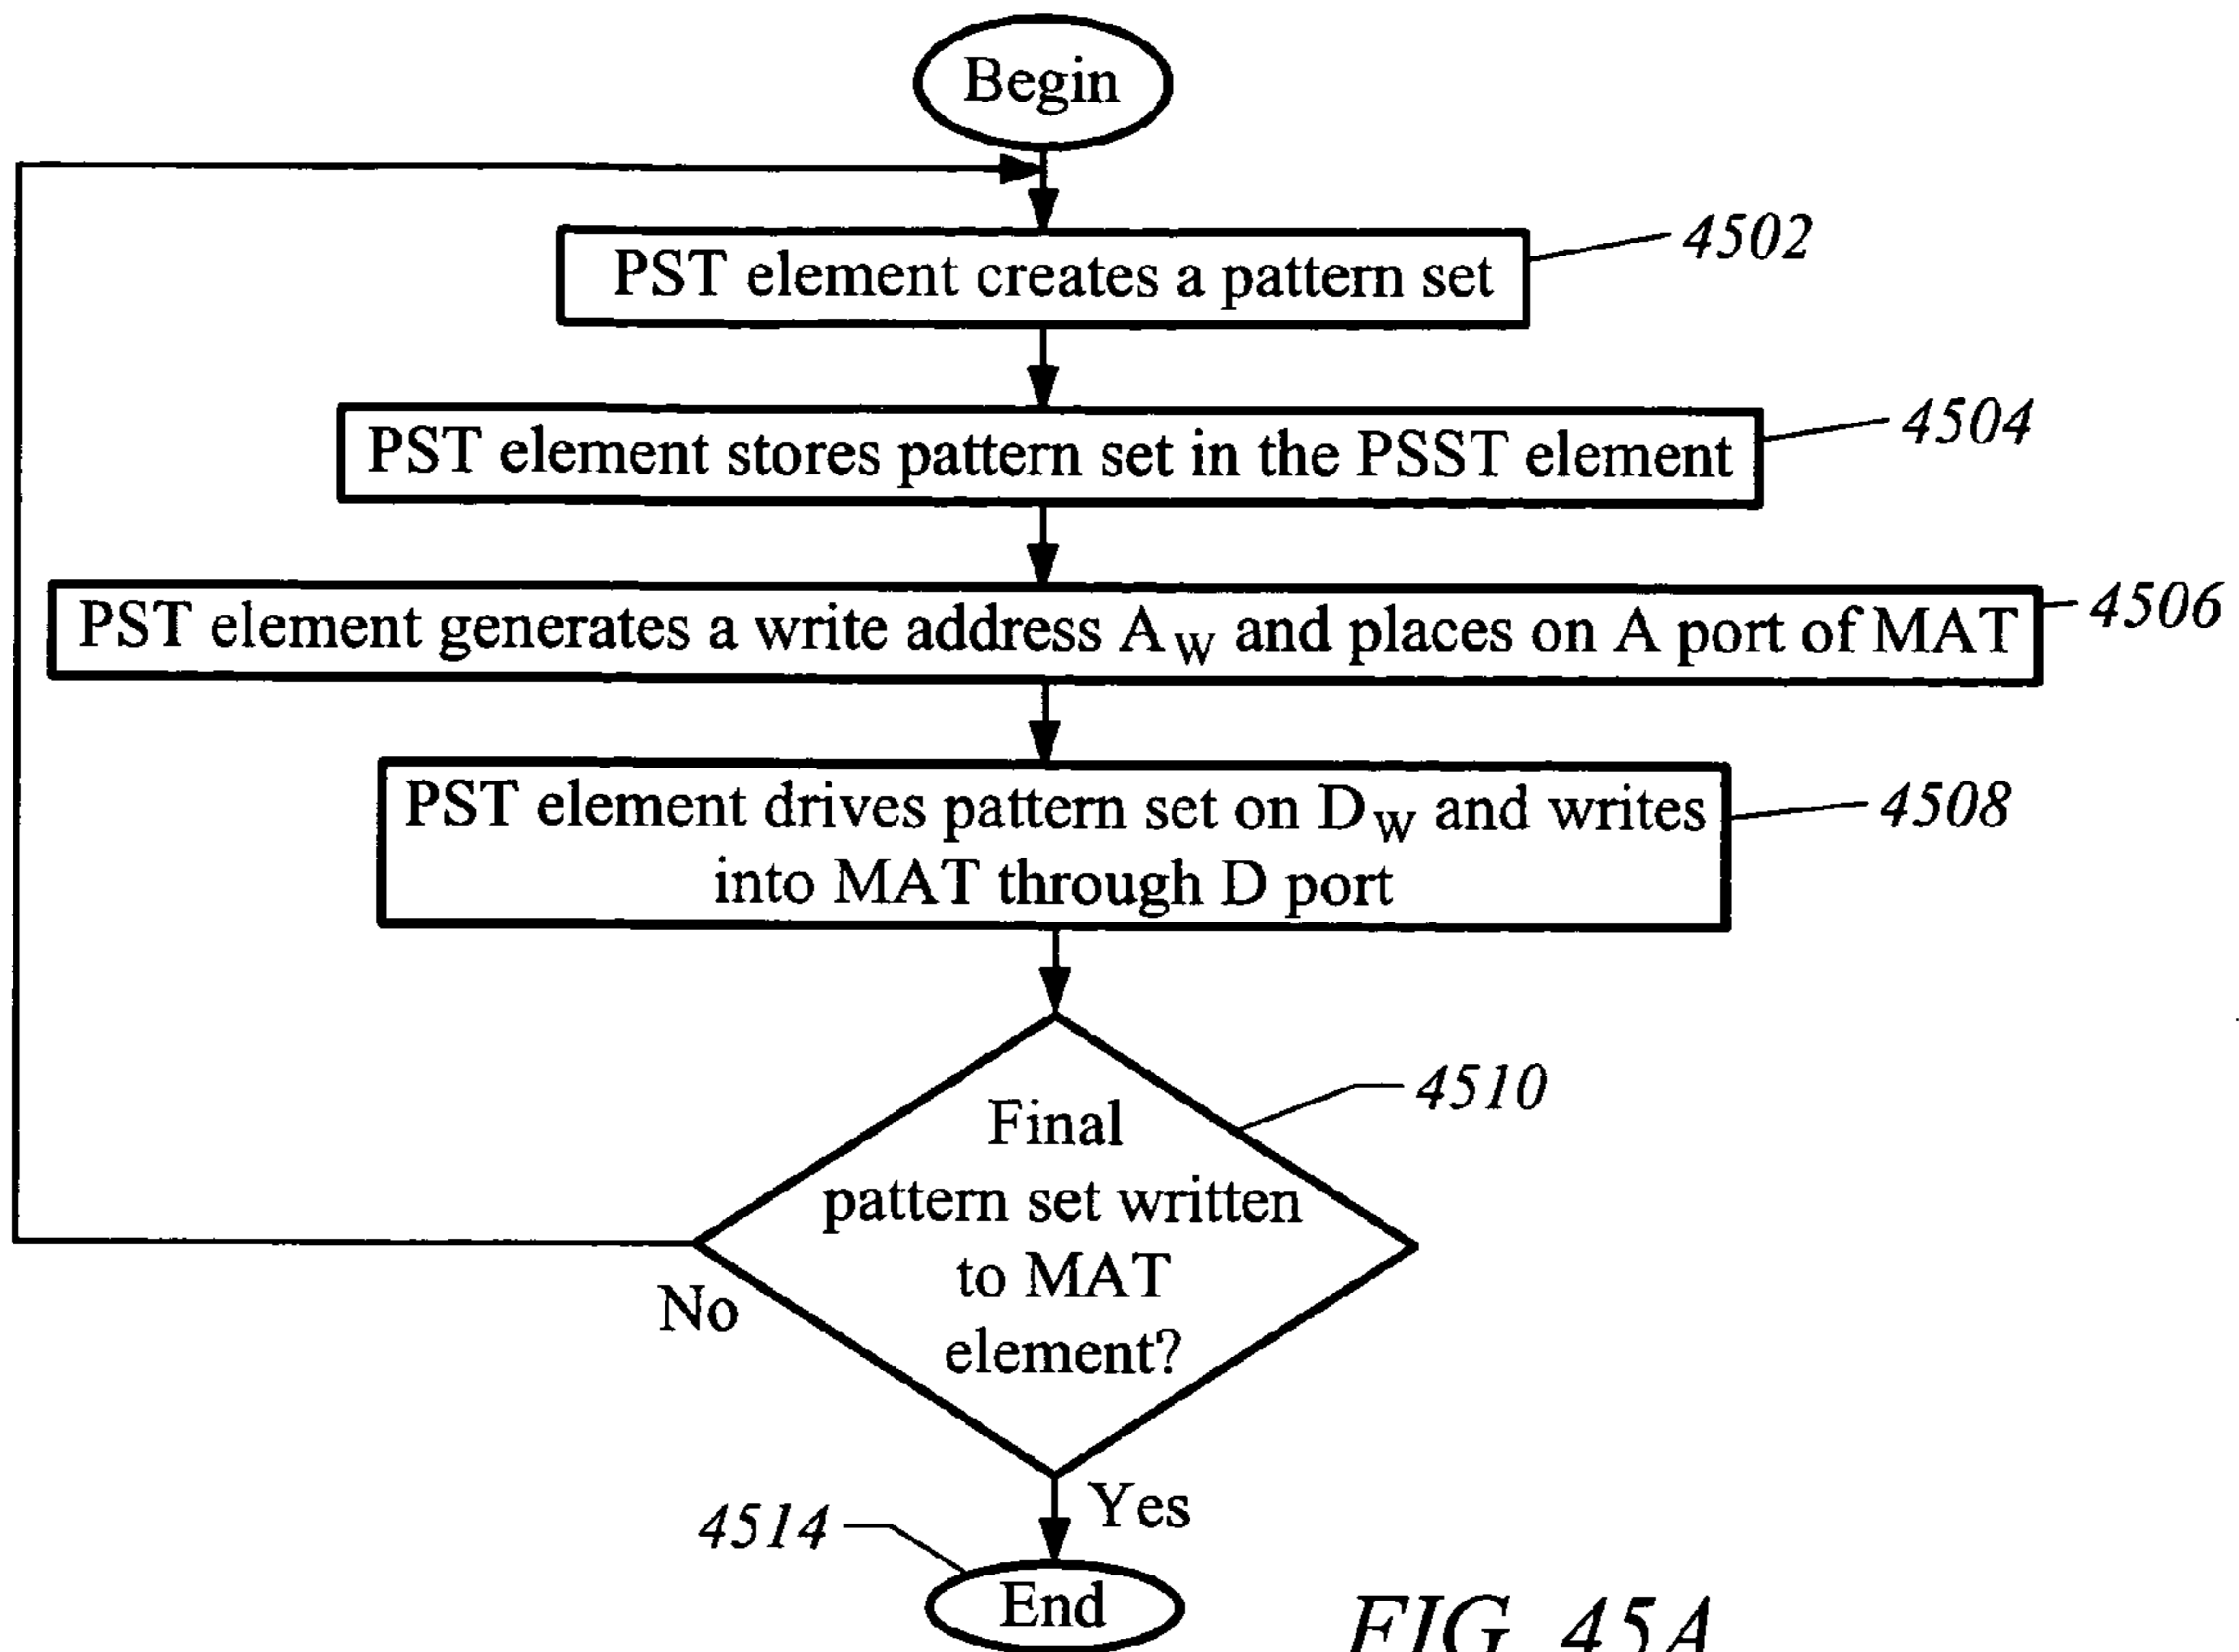 Begin
PST element creates a pattern set
4502
PST element stores pattern set in the PSST element
4504
PST element generates a write address AW and places on A port of MAT
4506
PST element drives pattern set on DW and writes
into MAT through D port
4508
Final
pattern set written
to MAT
element?
4510
No
Yes
4514
End
FIG. 45A